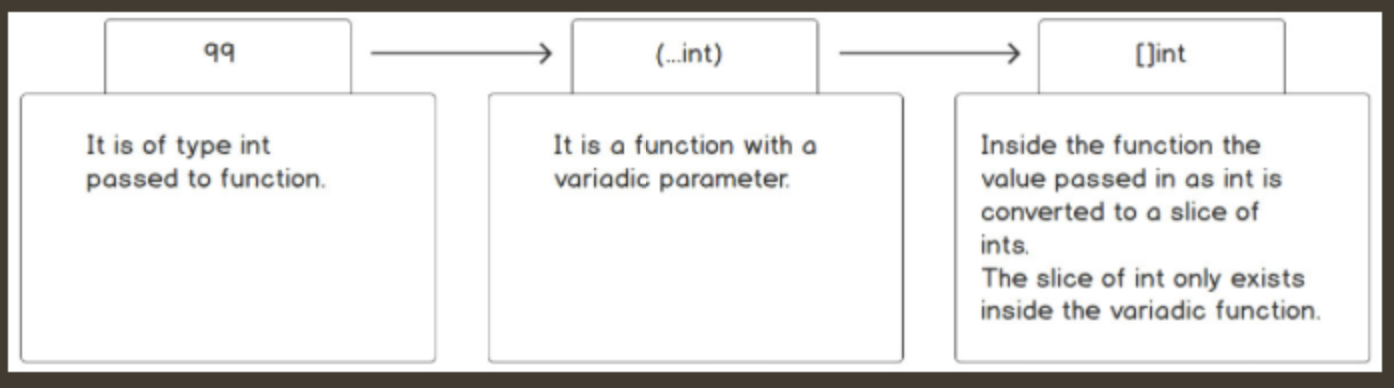 99
It is of type int
passed to function.
(...int)
It is a function with a
variadic parameter.
[]int
Inside the function the
value passed in as int is
converted to a slice of
ints.
The slice of int only exists
inside the variadic function.